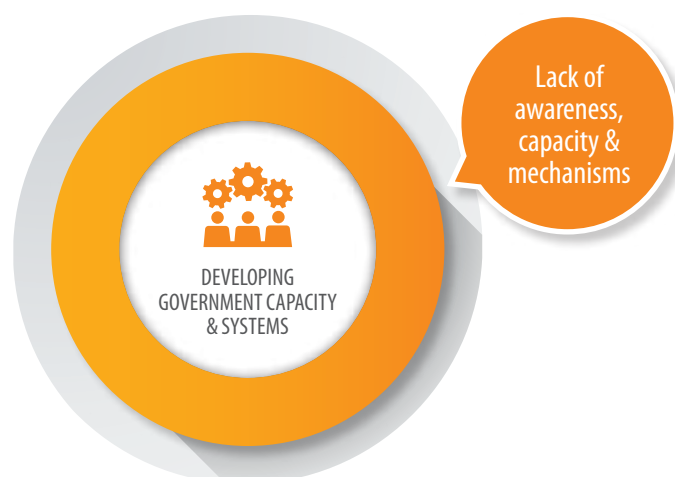 Lack of
awareness,
capacity &
mechanisms
DEVELOPING
GOVERNMENT CAPACITY
& SYSTEMS